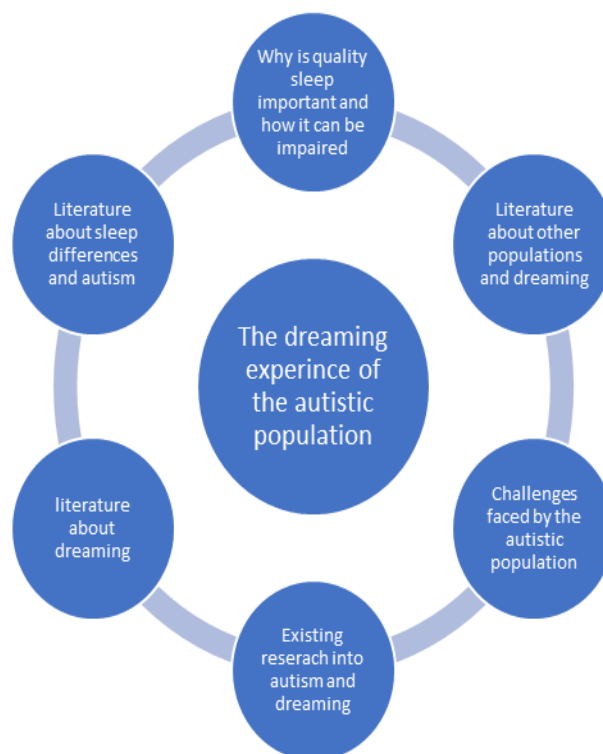 Why is quality
sleep
important and
how it can be
impaired
Literature
about other
populations
and dreaming
Challenges
faced by the
autistic
population
Existing
reserach into
autism and
dreaming
literature
about
dreaming
Literature
about sleep
differences
and autism
The dreaming
experince of
the autistic
population